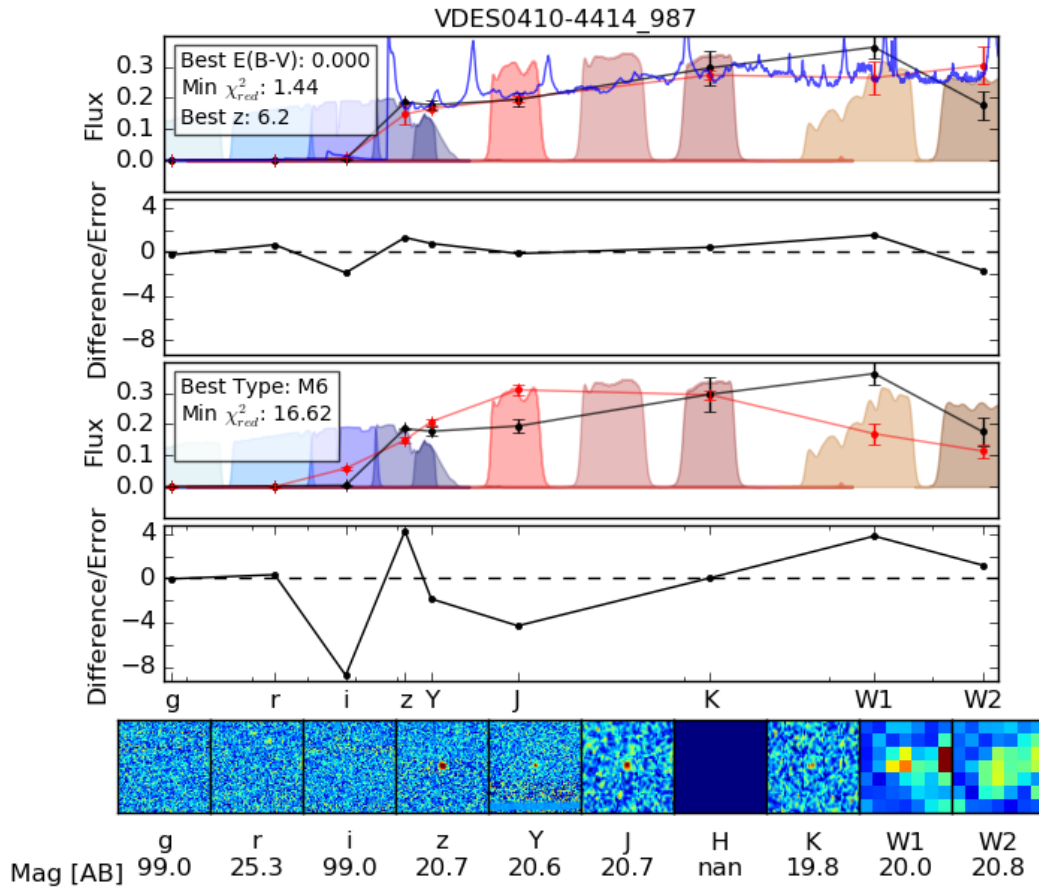 VDES0410-4414_987
Best E(B-V): 0.000
Min χ²_red: 1.44
Best z: 6.2
Flux
0.3
0.2
0.1
0.0
Difference/Error
4
0
−4
−8
Best Type: M6
Min χ²_red: 16.62
Flux
0.3
0.2
0.1
0.0
Difference/Error
4
0
−4
−8
g r i z Y J K W1 W2
g r i z Y J H K W1 W2
Mag [AB] 99.0 25.3 99.0 20.7 20.6 20.7 nan 19.8 20.0 20.8